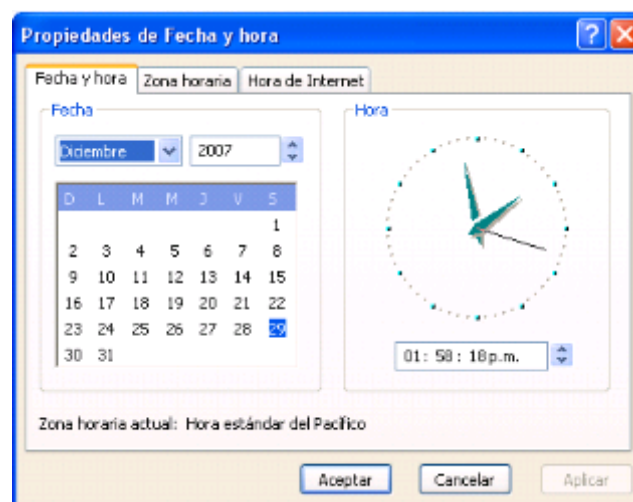 Propiedades de Fecha y hora
Fecha y hora Zona horaria Hora de Internet
Fecha
Diciembre 2007
D L M M J V S
1
2 3 4 5 6 7 8
9 10 11 12 13 14 15
16 17 18 19 20 21 22
23 24 25 26 27 28 29
30 31
Hora
01: 58: 18p.m.
Zona horaria actual: Hora estándar del Pacífico
Aceptar Cancelar Aplicar